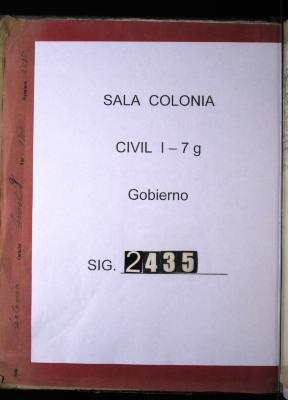 SALA COLONIA
CIVIL I – 7 g
Gobierno
SIG. 2435